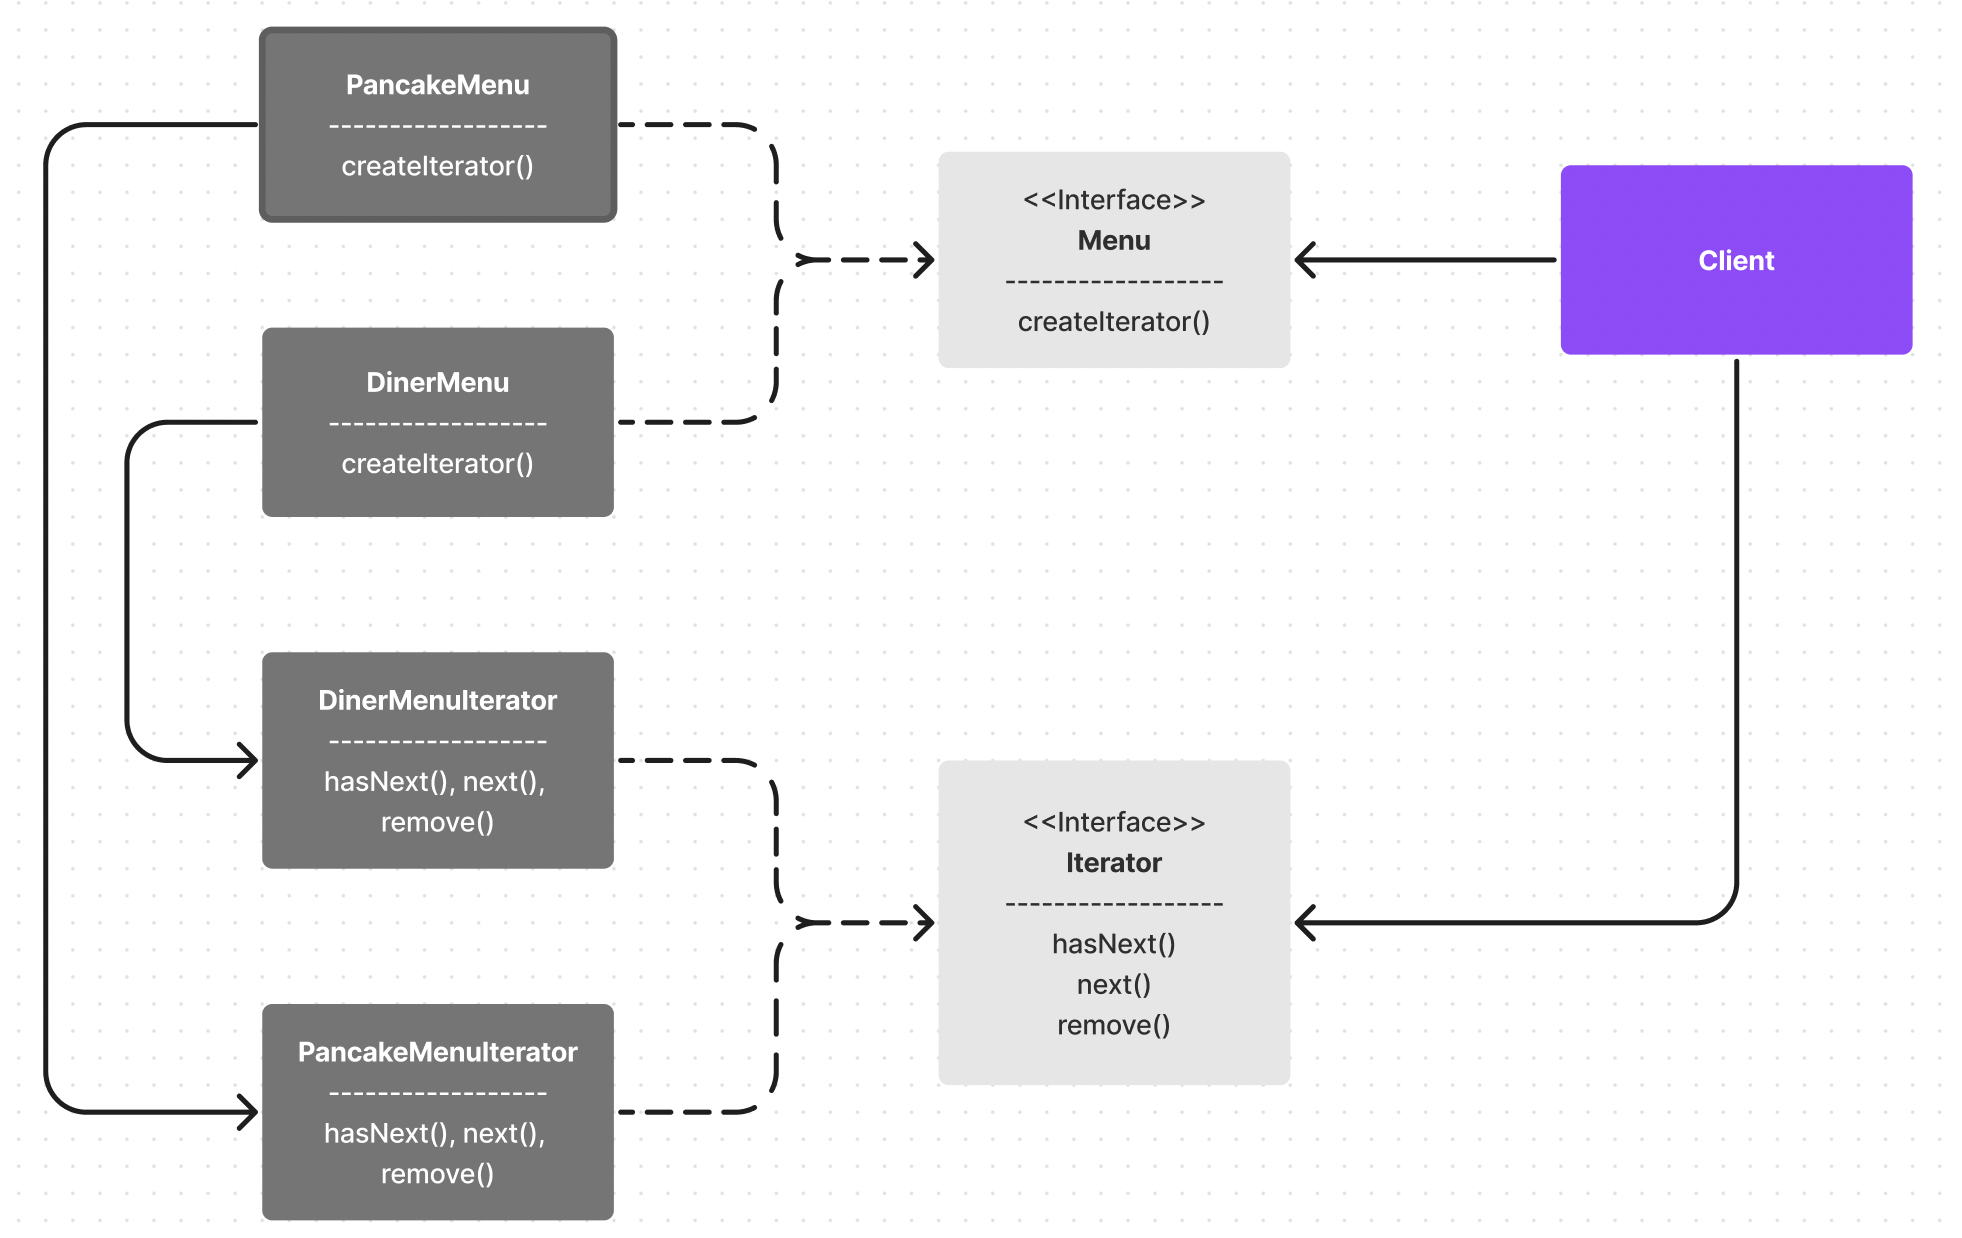 PancakeMenu
------------------
createIterator()
DinerMenu
------------------
createIterator()
DinerMenuIterator
------------------
hasNext(), next(),
remove()
PancakeMenuIterator
------------------
hasNext(), next(),
remove()
<<Interface>>
Menu
------------------
createIterator()
<<Interface>>
Iterator
------------------
hasNext()
next()
remove()
Client